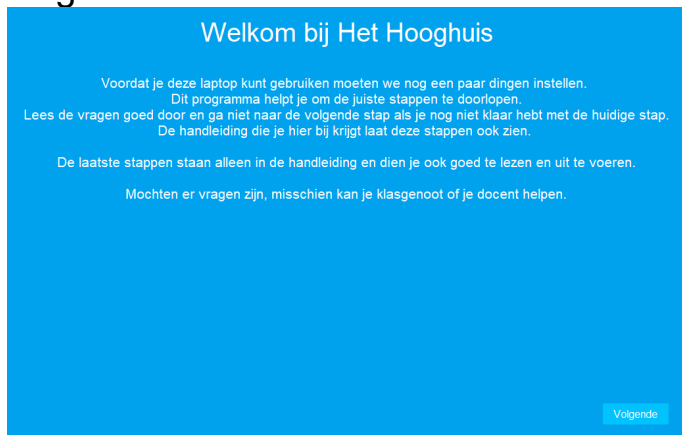 Welkom bij Het Hooghuis
Voordat je deze laptop kunt gebruiken moeten we nog een paar dingen instellen.
Dit programma helpt je om de juiste stappen te doorlopen.
Lees de vragen goed door en ga niet naar de volgende stap als je nog niet klaar hebt met de huidige stap.
De handleiding die je hier bij krijgt laat deze stappen ook zien.
De laatste stappen staan alleen in de handleiding en dien je ook goed te lezen en uit te voeren.
Mochten er vragen zijn, misschien kan je klasgenoot of je docent helpen.
Volgende